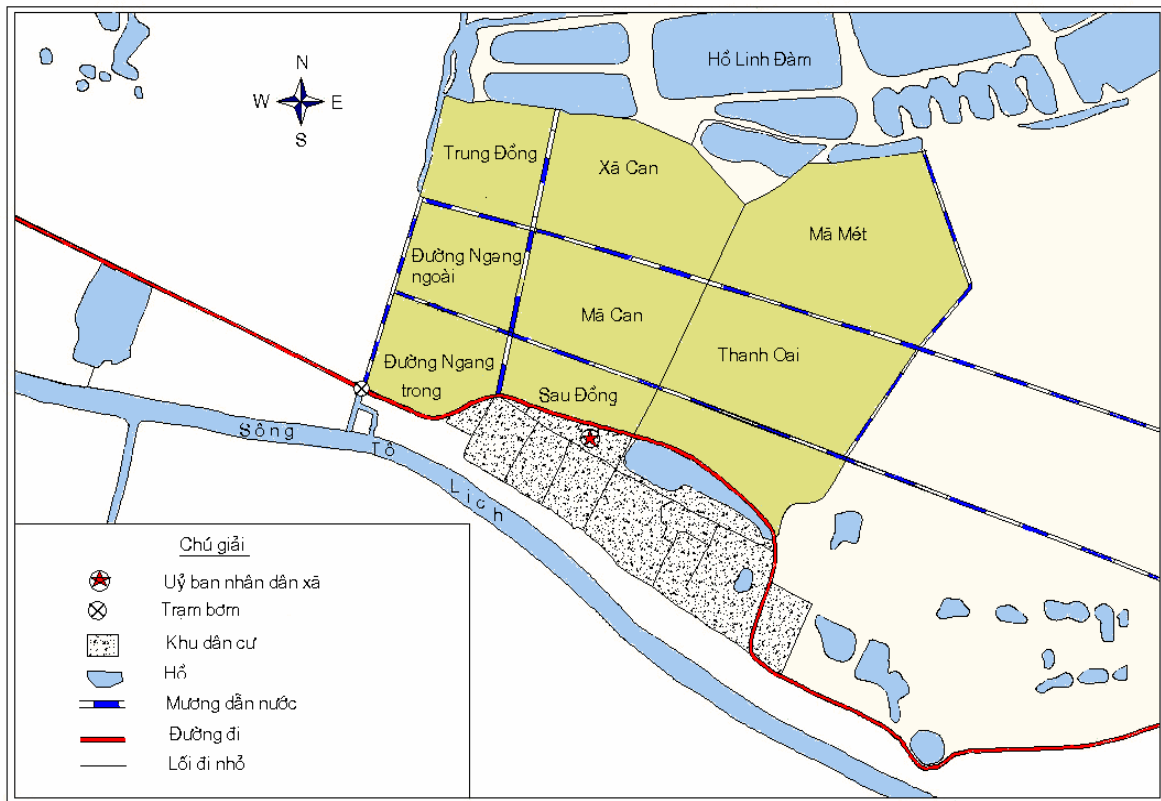 N
W E
S
Hồ Linh Đàm
Trung Đồng
Xã Can
Mã Mét
Đường Ngang
ngoài
Mã Can
Thanh Oai
Đường Ngang
trong
Sau Đồng
Sông Tô Lịch
Chú giải
Uỷ ban nhân dân xã
Trạm bơm
Khu dân cư
Hồ
Mương dẫn nước
Đường đi
Lối đi nhỏ